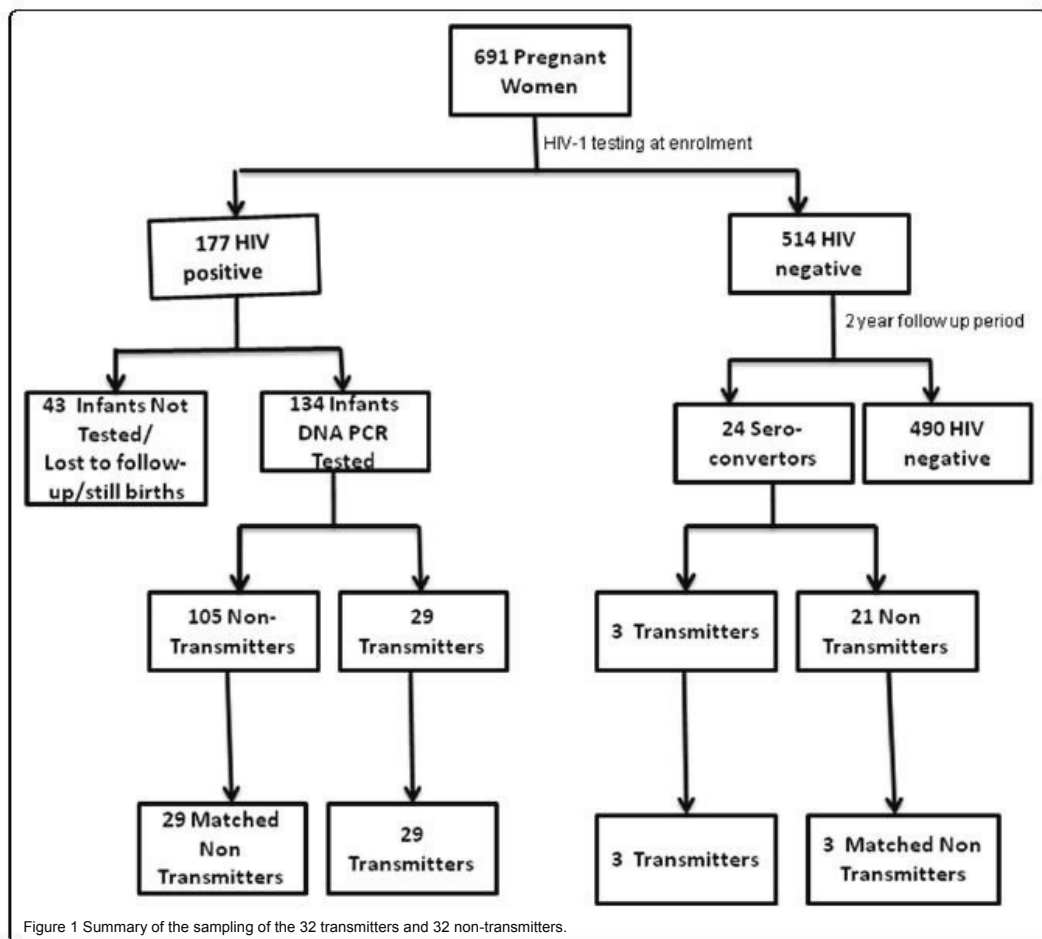 691 Pregnant
Women
HIV-1 testing at enrolment
177 HIV
positive
514 HIV
negative
2 year follow up period
43 Infants Not
Tested/
Lost to follow-
up/still births
134 Infants
DNA PCR
Tested
24 Sero-
convertors
490 HIV
negative
105 Non-
Transmitters
29
Transmitters
3 Transmitters
21 Non
Transmitters
29 Matched
Non
Transmitters
29
Transmitters
3 Transmitters
3 Matched Non
Transmitters
Figure 1 Summary of the sampling of the 32 transmitters and 32 non-transmitters.